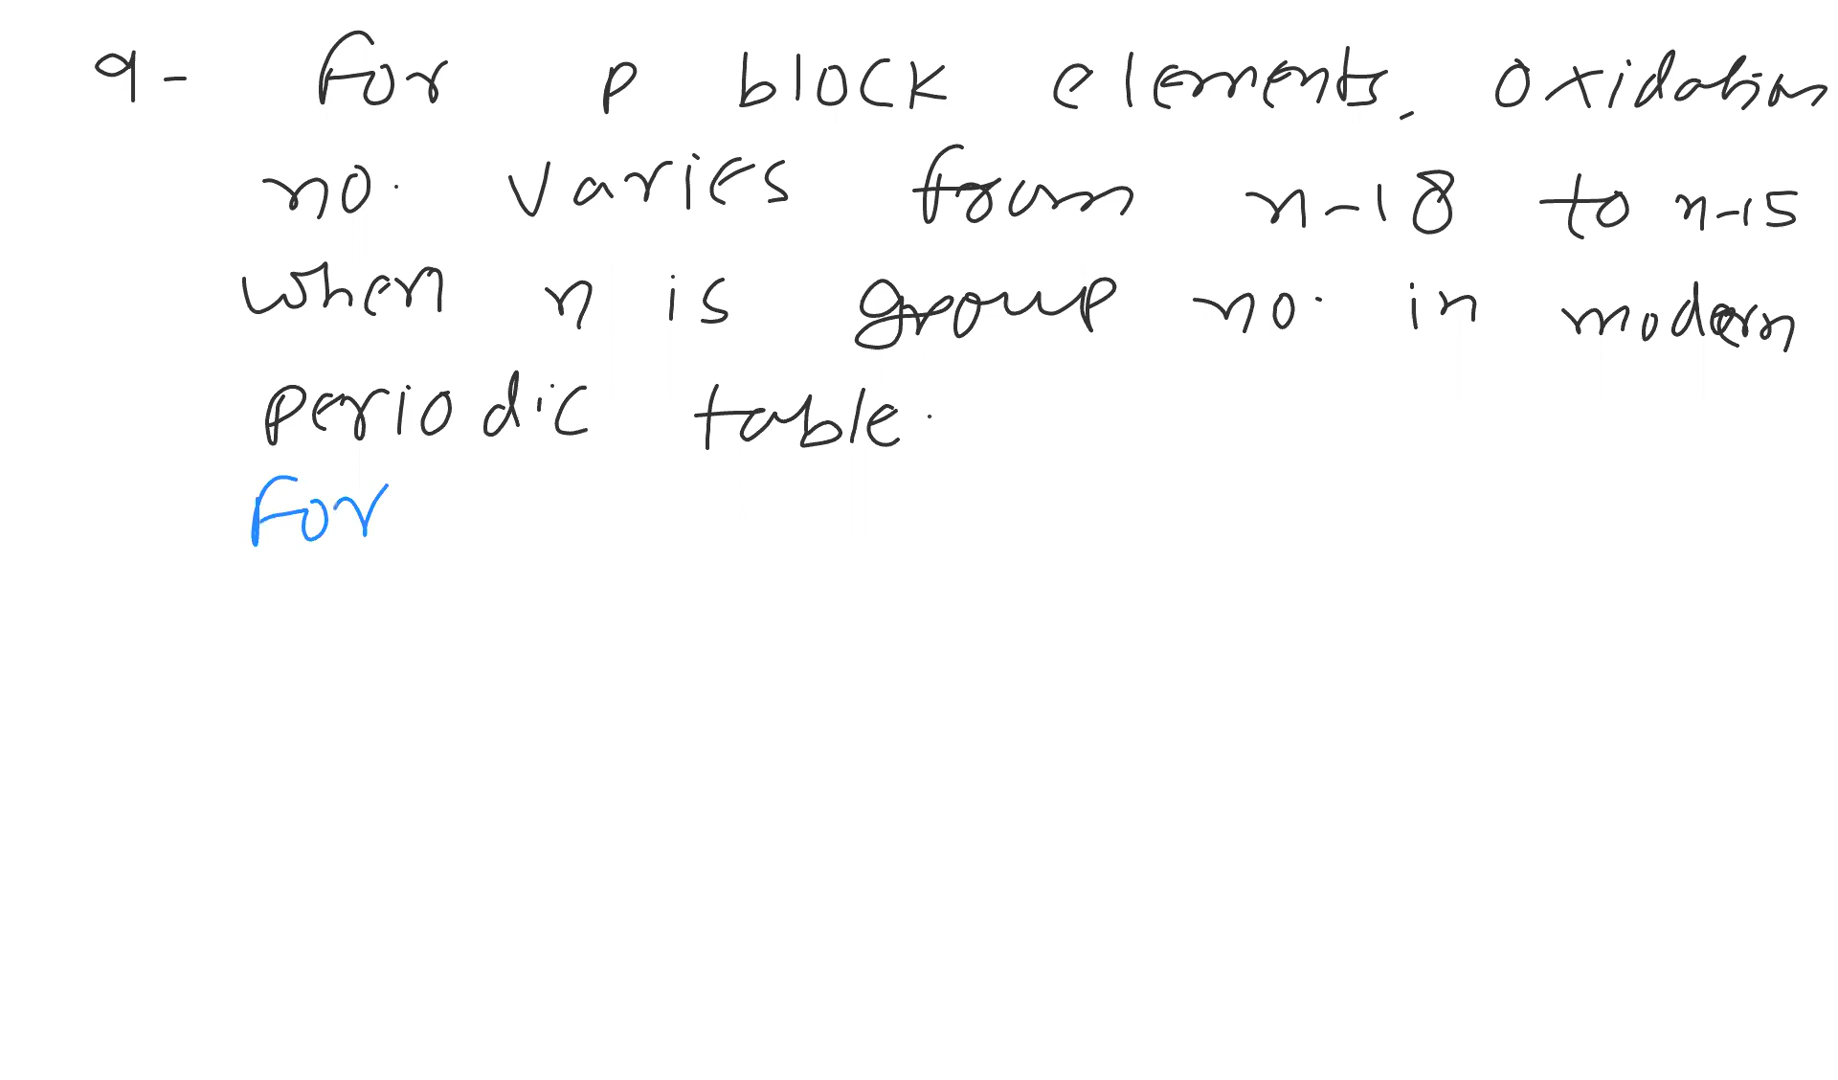 9- For p block elements, oxidation
no. varies from n-18 to n-15
when n is group no. in modern
periodic table.
For